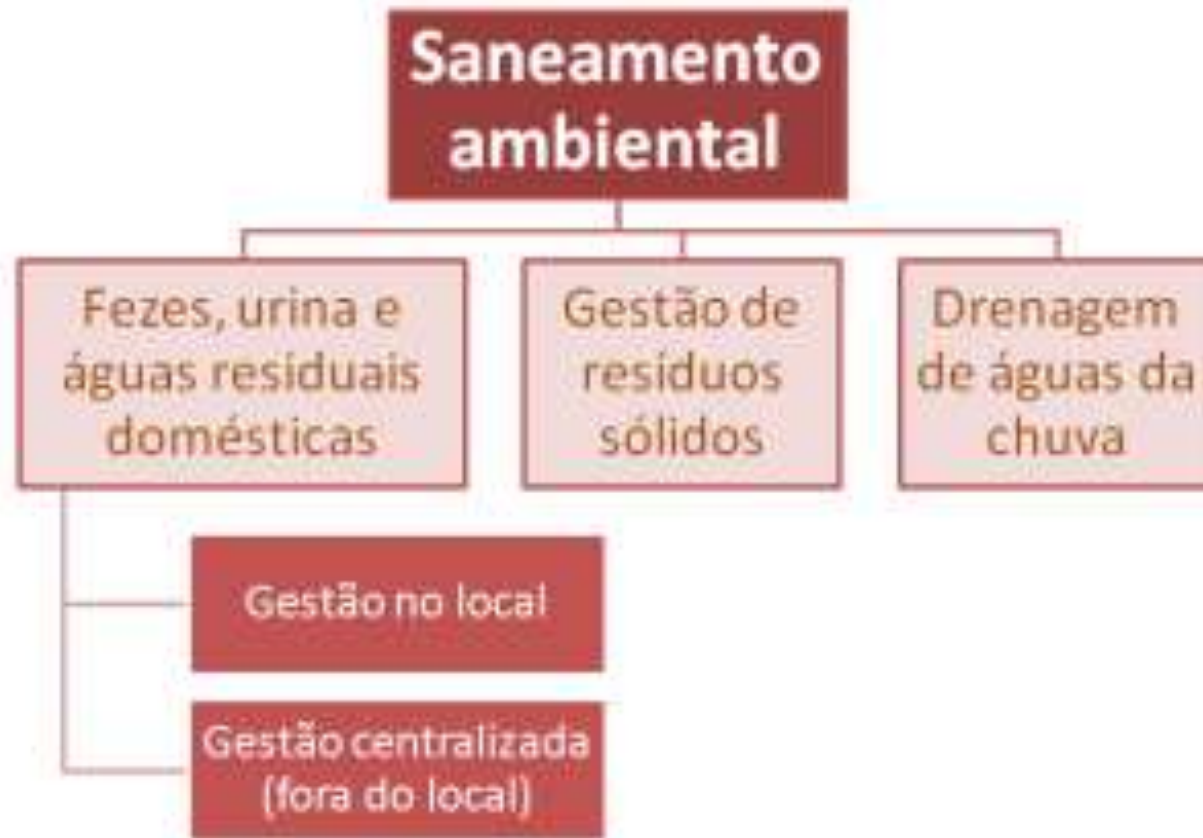 Saneamento
ambiental
Fezes, urina e
águas residuais
domésticas
Gestão de
resíduos
sólidos
Drenagem
de águas da
chuva
Gestão no local
Gestão centralizada
(fora do local)